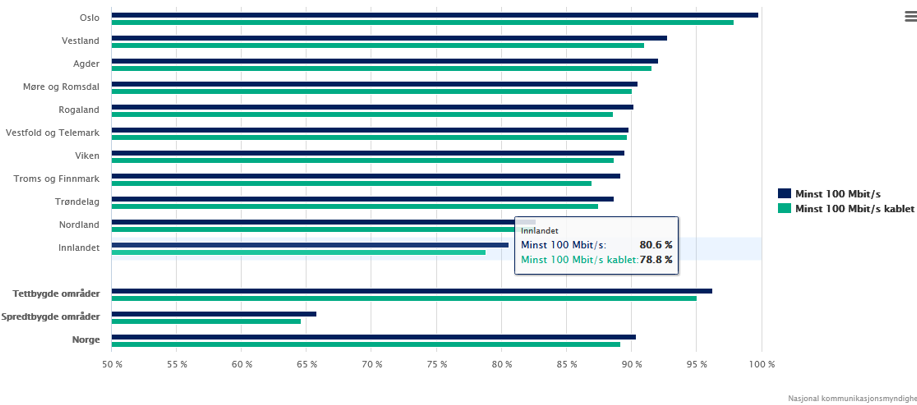 Oslo
Vestland
Agder
Møre og Romsdal
Rogaland
Vestfold og Telemark
Viken
Troms og Finnmark
Trøndelag
Nordland
Innlandet
Tettbygde områder
Spredtbygde områder
Norge
50 % 55 % 60 % 65 % 70 % 75 % 80 % 85 % 90 % 95 % 100 %
Innlandet
Minst 100 Mbit/s: 80.6 %
Minst 100 Mbit/s kablet: 78.8 %
Minst 100 Mbit/s
Minst 100 Mbit/s kablet
Nasjonal kommunikasjonsmyndighe